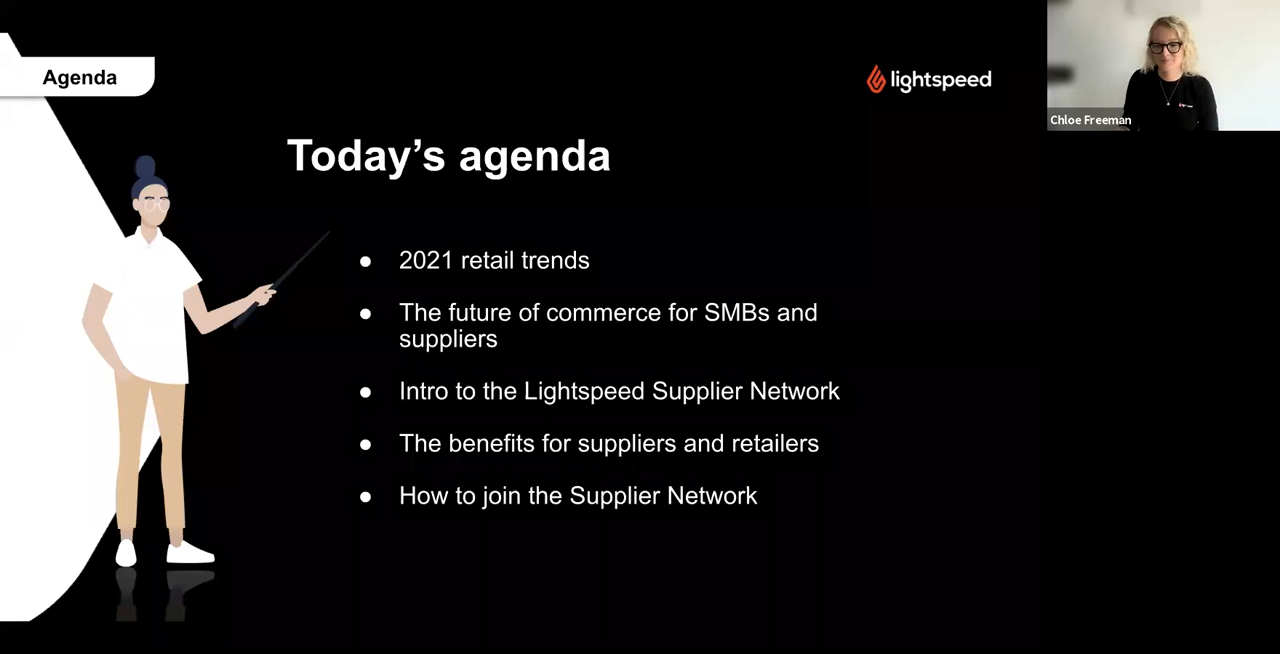 Agenda
lightspeed
Chloe Freeman
Today’s agenda
● 2021 retail trends
● The future of commerce for SMBs and
suppliers
● Intro to the Lightspeed Supplier Network
● The benefits for suppliers and retailers
● How to join the Supplier Network